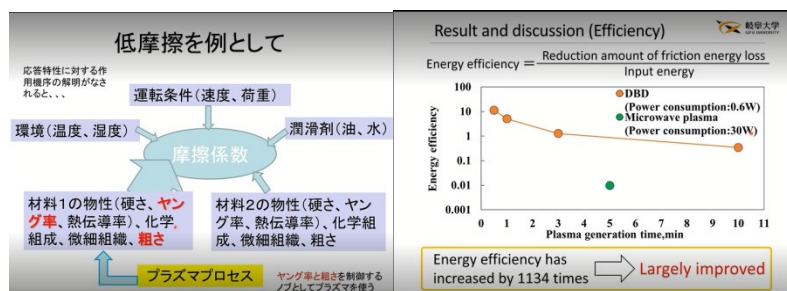 低摩擦を例として
応答特性に対する作
用機序の解明がなさ
れると、、、
運転条件(速度、荷重)
環境(温度、湿度)
潤滑剤(油、水)
摩擦係数
材料1の物性(硬さ、ヤン
グ率、熱伝導率)、化学
組成、微細組織、粗さ
材料2の物性(硬さ、ヤン
グ率、熱伝導率)、化学組
成、微細組織、粗さ
プラズマプロセス
ヤング率と粗さを制御する
ノブとしてプラズマを使う
Result and discussion (Efficiency)
岐阜大学
GIFU UNIVERSITY
Energy efficiency = Reduction amount of friction energy loss
Input energy
Energy efficiency
100
10
1
0.1
0.01
0.001
DBD
(Power consumption:0.6W)
Microwave plasma
(Power consumption:30W)
0 1 2 3 4 5 6 7 8 9 10 11
Plasma generation time,min
Energy efficiency has
increased by 1134 times
Largely improved